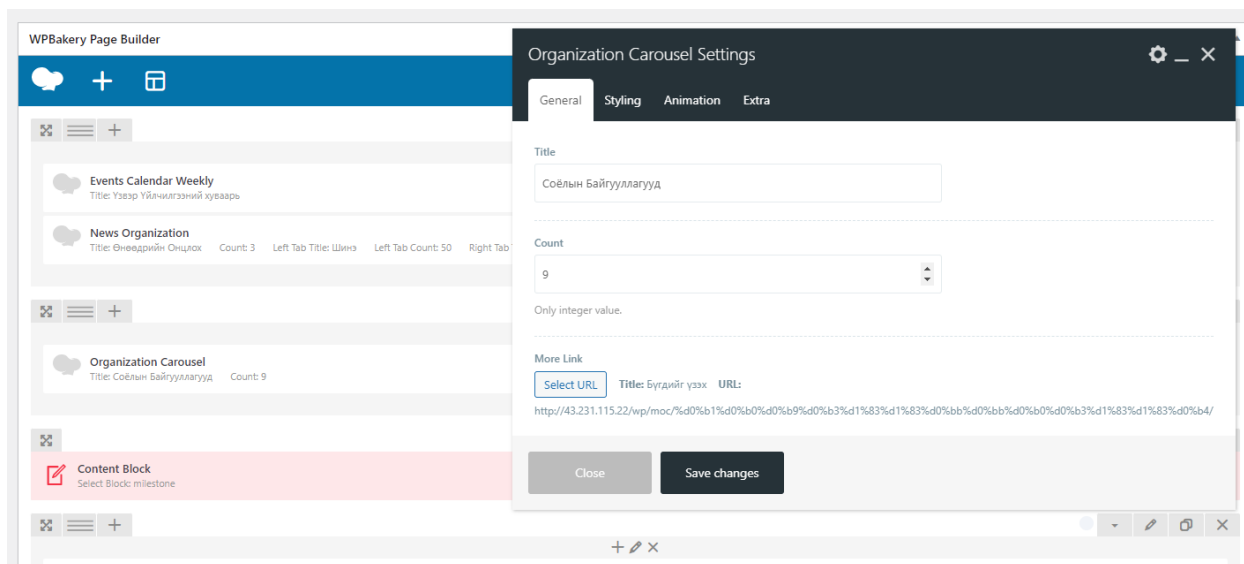 WPBakery Page Builder
Events Calendar Weekly
Title: Үзвэр Үйлчилгээний хуваарь
News Organization
Title: Өнөөдрийн Онцлох Count: 3 Left Tab Title: Шинэ Left Tab Count: 50 Right Tab
Organization Carousel
Title: Соёлын Байгууллагууд Count: 9
Content Block
Select Block: milestone
Organization Carousel Settings
General Styling Animation Extra
Title
Соёлын Байгууллагууд
Count
9
Only integer value.
More Link
Select URL Title: Бүгдийг үзэх URL:
http://43.231.115.22/wp/moc/%d0%b1%d0%b0%d0%b9%d0%b3%d1%83%d1%83%d0%bb%d0%bb%d0%b0%d0%b3%d1%83%d1%83%d0%b4/
Close Save changes